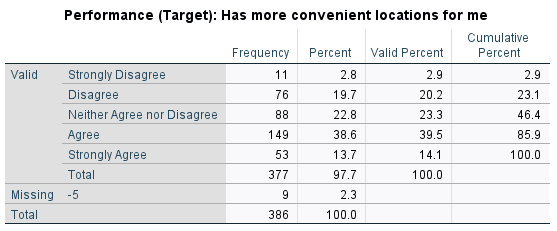 Performance (Target): Has more convenient locations for me
Frequency Percent Valid Percent Cumulative Percent
Valid Strongly Disagree 11 2.8 2.9 2.9
Disagree 76 19.7 20.2 23.1
Neither Agree nor Disagree 88 22.8 23.3 46.4
Agree 149 38.6 39.5 85.9
Strongly Agree 53 13.7 14.1 100.0
Total 377 97.7 100.0
Missing -5 9 2.3
Total 386 100.0